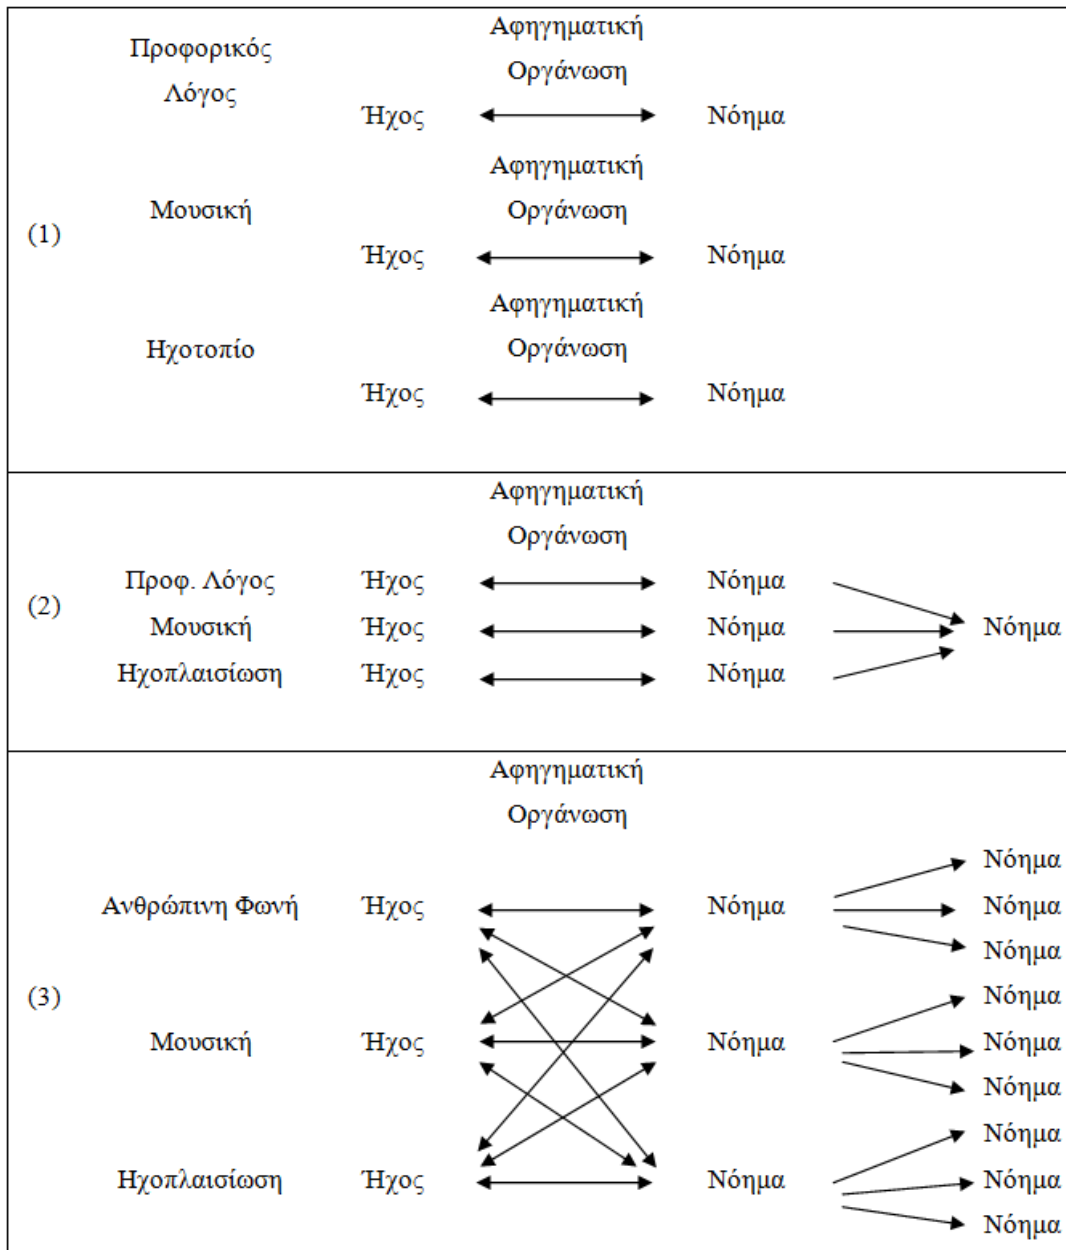 Προφορικός
Λόγος
Αφηγηματική
Οργάνωση
Ήχος Νόημα
(1)
Μουσική
Αφηγηματική
Οργάνωση
Ήχος Νόημα
Ηχοτοπίο
Αφηγηματική
Οργάνωση
Ήχος Νόημα
(2)
Αφηγηματική
Οργάνωση
Προφ. Λόγος Ήχος Νόημα
Μουσική Ήχος Νόημα Νόημα
Ηχοπλαισίωση Ήχος Νόημα
(3)
Αφηγηματική
Οργάνωση
Νόημα
Ανθρώπινη Φωνή Ήχος Νόημα Νόημα
Νόημα
Νόημα
Μουσική Ήχος Νόημα Νόημα
Νόημα
Νόημα
Ηχοπλαισίωση Ήχος Νόημα Νόημα
Νόημα